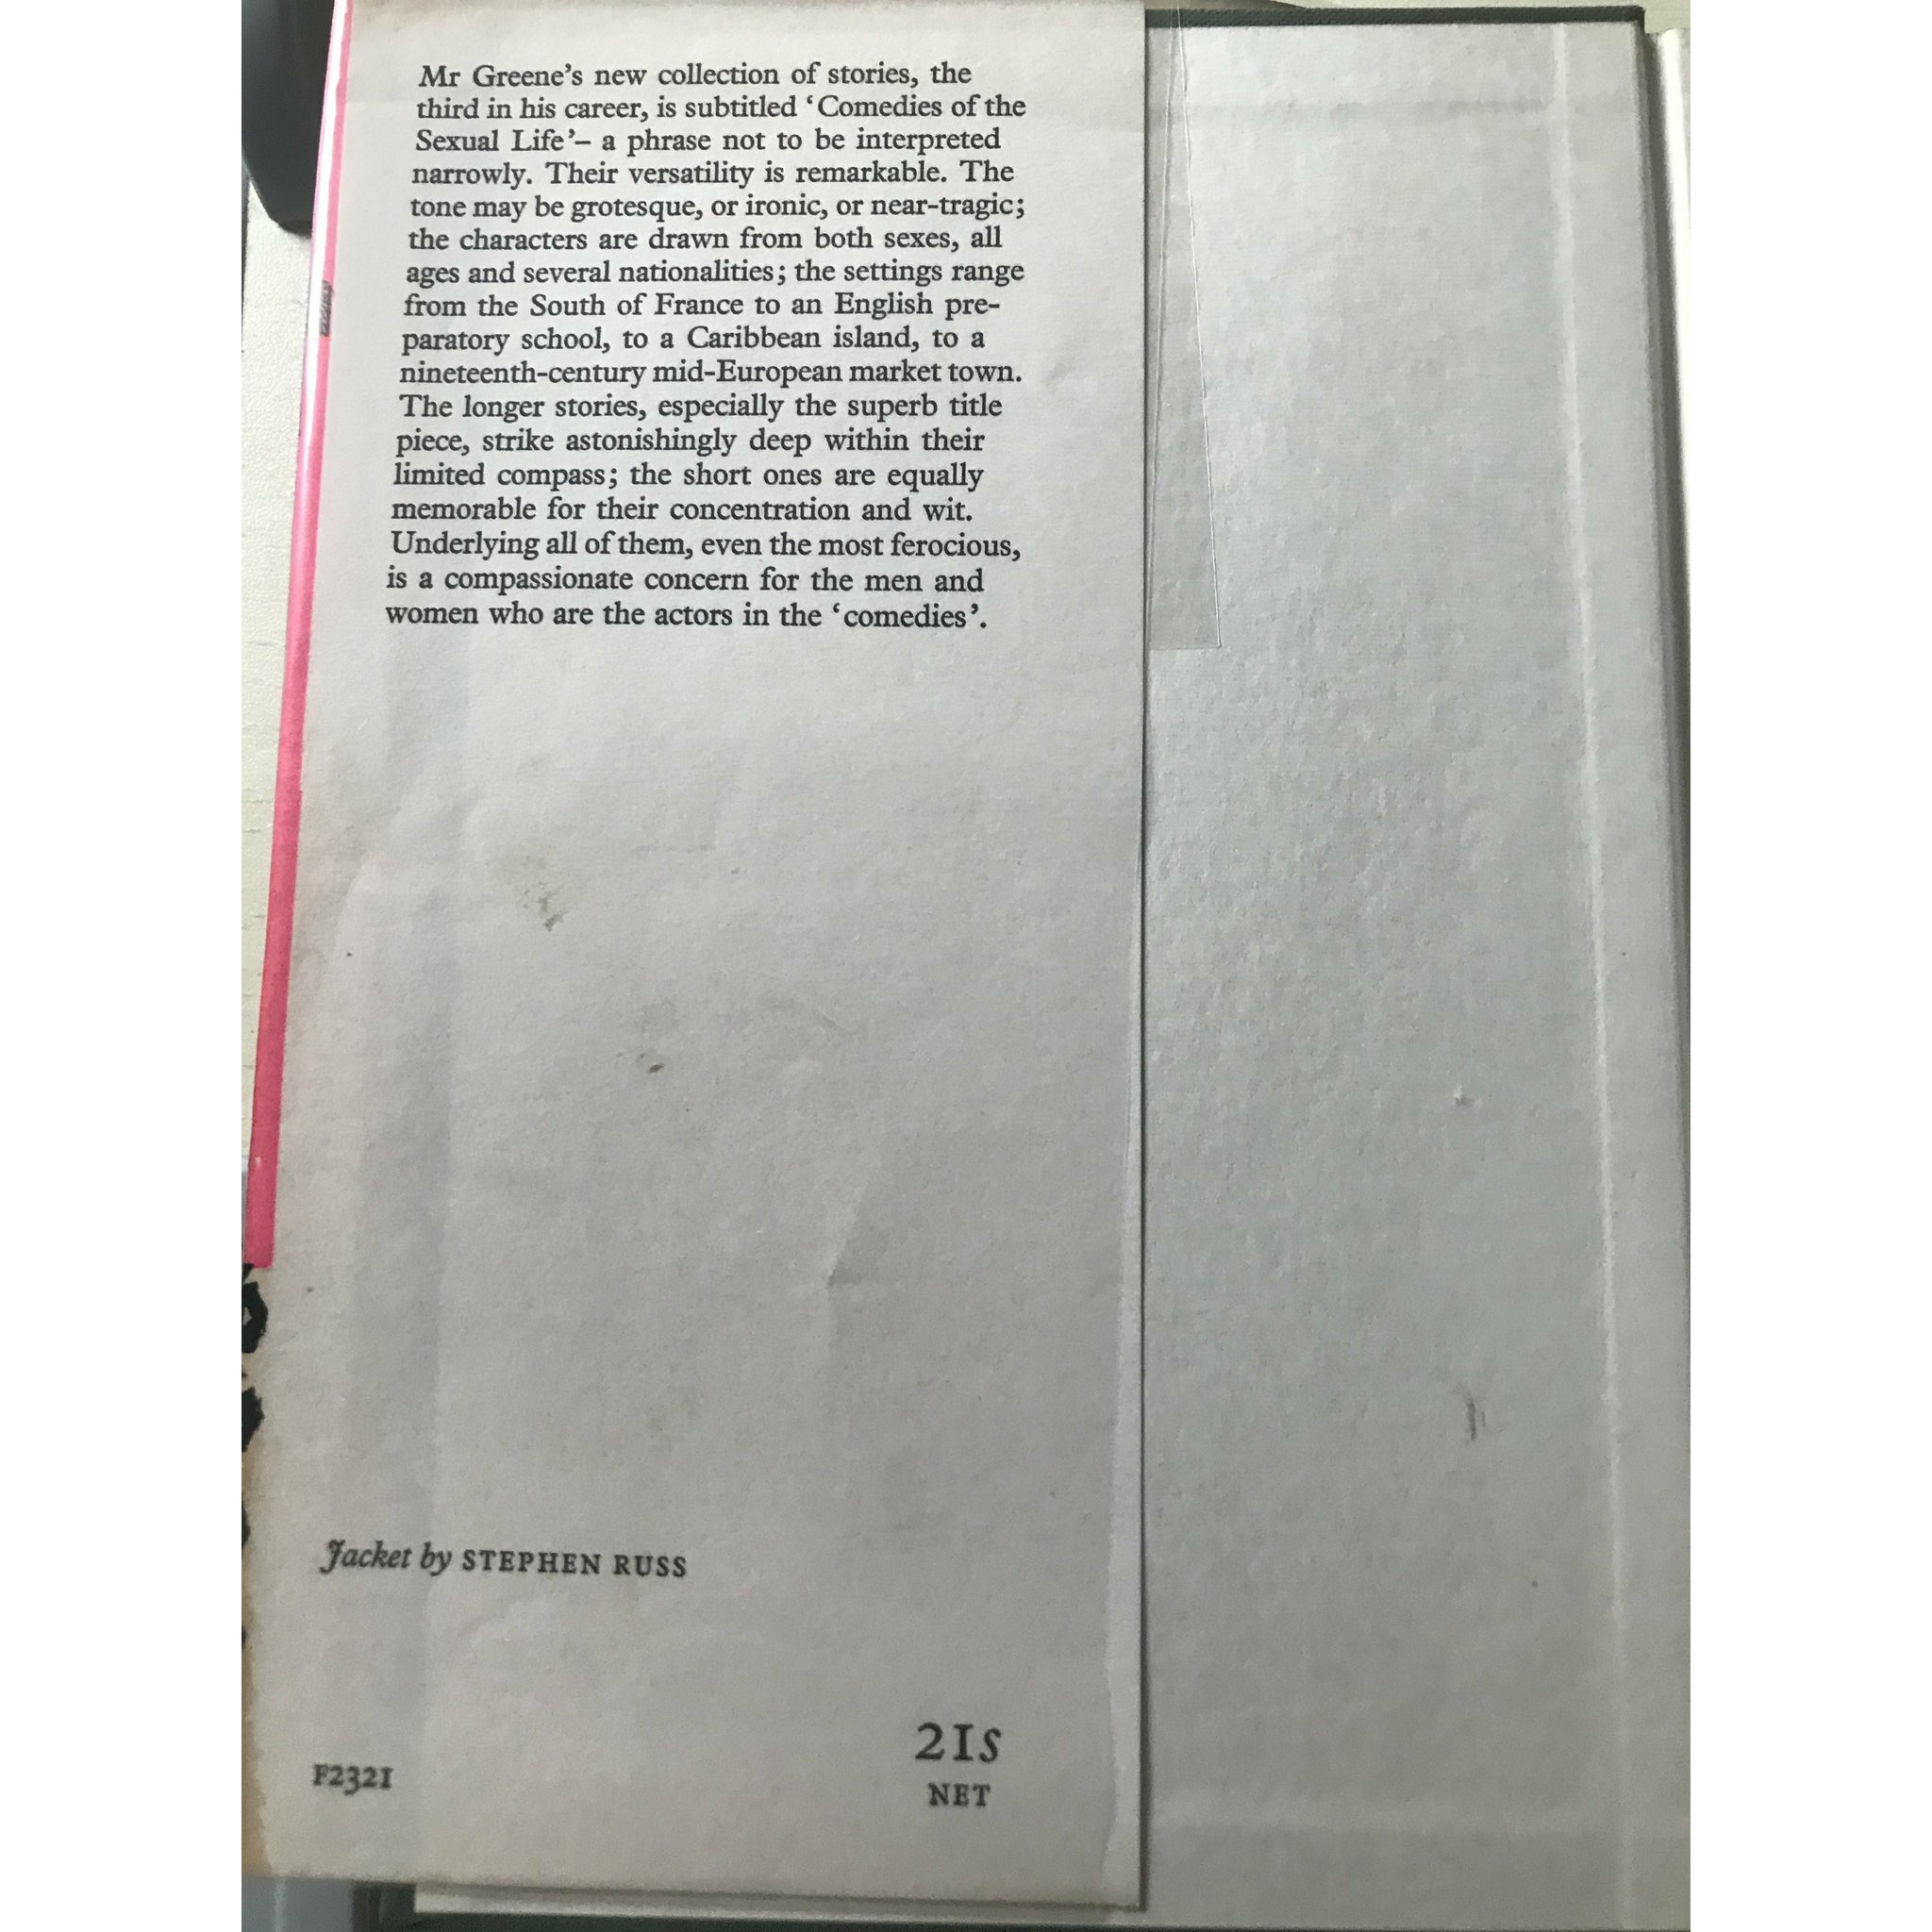 Mr Greene's new collection of stories, the
third in his career, is subtitled ‘Comedies of the
Sexual Life’– a phrase not to be interpreted
narrowly. Their versatility is remarkable. The
tone may be grotesque, or ironic, or near-tragic;
the characters are drawn from both sexes, all
ages and several nationalities; the settings range
from the South of France to an English pre-
paratory school, to a Caribbean island, to a
nineteenth-century mid-European market town.
The longer stories, especially the superb title
piece, strike astonishingly deep within their
limited compass; the short ones are equally
memorable for their concentration and wit.
Underlying all of them, even the most ferocious,
is a compassionate concern for the men and
women who are the actors in the ‘comedies’.
Jacket by STEPHEN RUSS
21s
NET
F2321